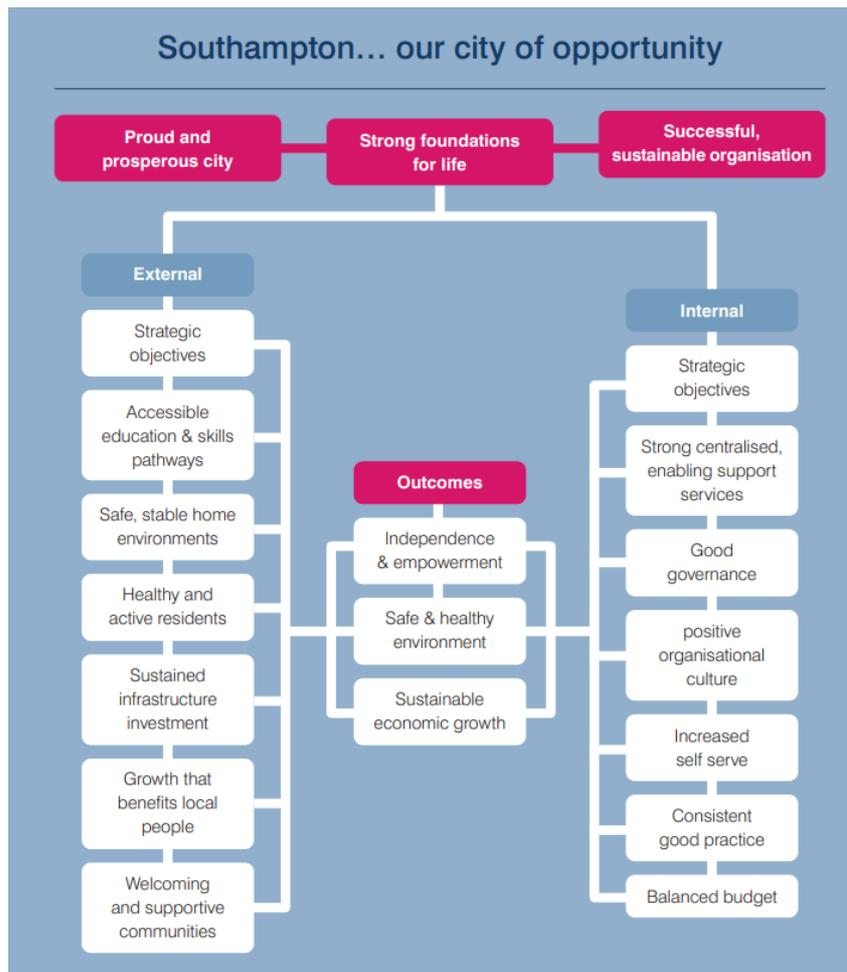 Southampton... our city of opportunity
Proud and
prosperous city
Strong foundations
for life
Successful,
sustainable organisation
External
Strategic
objectives
Accessible
education & skills
pathways
Safe, stable home
environments
Healthy and
active residents
Sustained
infrastructure
investment
Growth that
benefits local
people
Welcoming
and supportive
communities
Outcomes
Independence
& empowerment
Safe & healthy
environment
Sustainable
economic growth
Internal
Strategic
objectives
Strong centralised,
enabling support
services
Good
governance
positive
organisational
culture
Increased
self serve
Consistent
good practice
Balanced budget